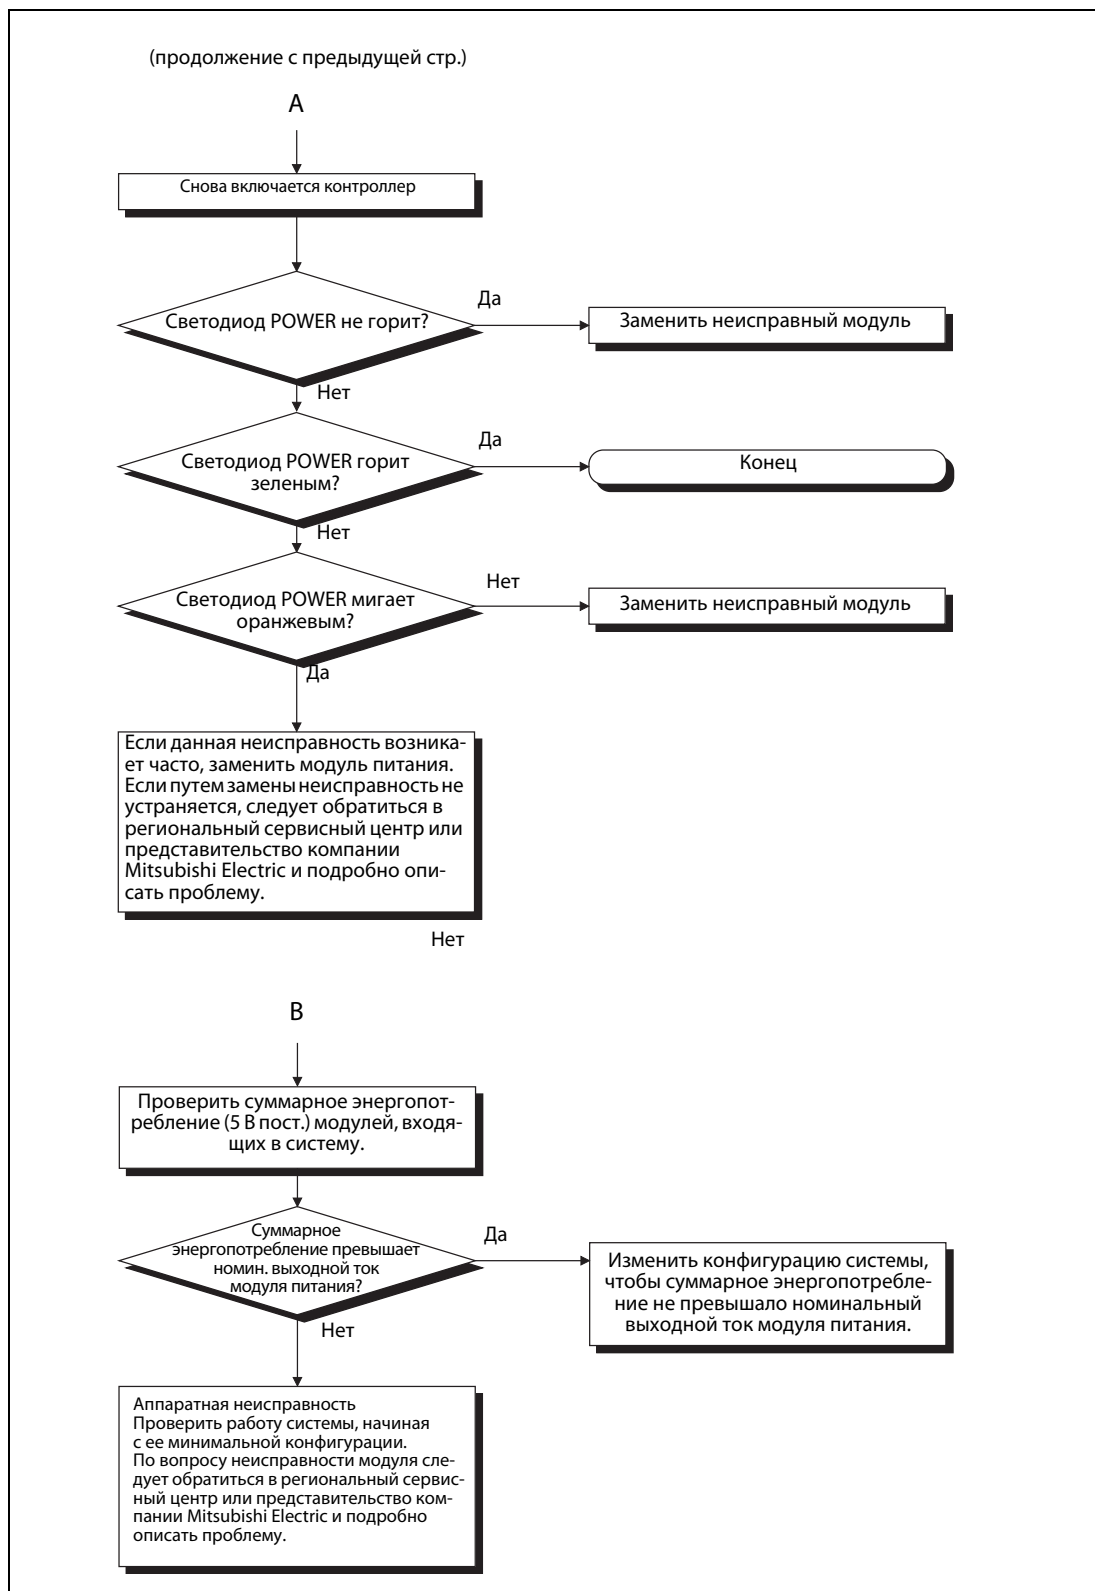 (продолжение с предыдущей стр.)
A
Снова включается контроллер
Да
Светодиод POWER не горит?
Заменить неисправный модуль
Нет
Да
Светодиод POWER горит
зеленым?
Конец
Нет
Нет
Светодиод POWER мигает
оранжевым?
Заменить неисправный модуль
Да
Если данная неисправность возника-
ет часто, заменить модуль питания.
Если путем замены неисправность не
устраняется, следует обратиться в
региональный сервисный центр или
представительство компании
Mitsubishi Electric и подробно опи-
сать проблему.
Нет
B
Проверить суммарное энергопот-
ребление (5 В пост.) модулей, входя-
щих в систему.
Суммарное
энергопотребление превышает
номин. выходной ток
модуля питания?
Да
Изменить конфигурацию системы,
чтобы суммарное энергопотребле-
ние не превышало номинальный
выходной ток модуля питания.
Нет
Аппаратная неисправность
Проверить работу системы, начиная
с ее минимальной конфигурации.
По вопросу неисправности модуля сле-
дует обратиться в региональный сервис-
ный центр или представительство ком-
пании Mitsubishi Electric и подробно
описать проблему.